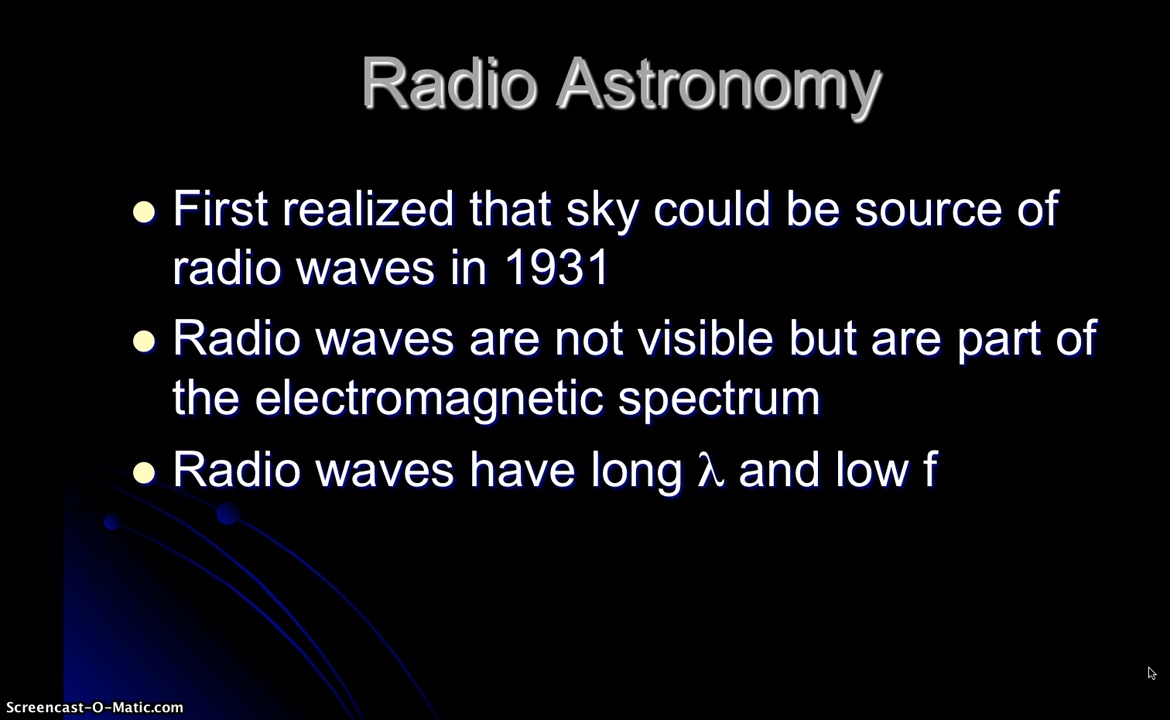 Radio Astronomy
First realized that sky could be source of
radio waves in 1931
Radio waves are not visible but are part of
the electromagnetic spectrum
Radio waves have long λ and low f
Screencast-O-Matic.com